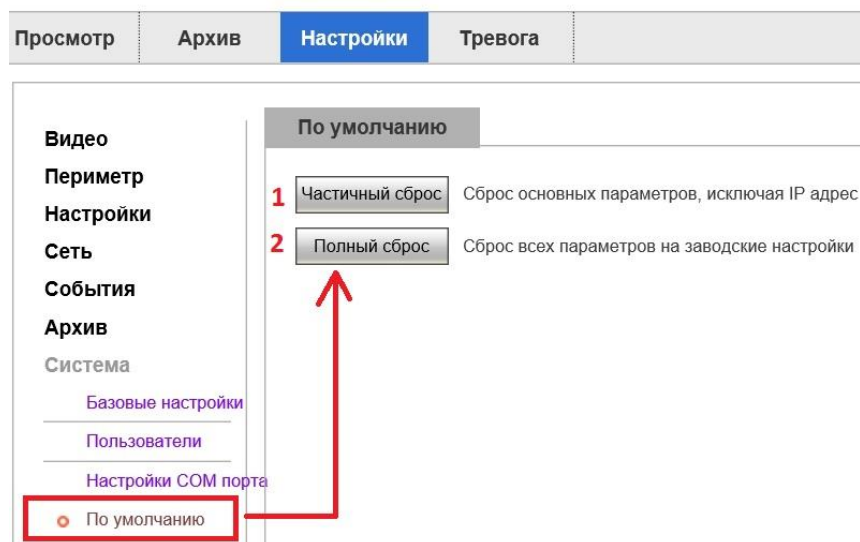 Просмотр Архив Настройки Тревога
По умолчанию
Видео
Периметр
Настройки
Сеть
События
Архив
Система
Базовые настройки
Пользователи
Настройки COM порта
По умолчанию
1 Частичный сброс Сброс основных параметров, исключая IP адрес
2 Полный сброс Сброс всех параметров на заводские настройки